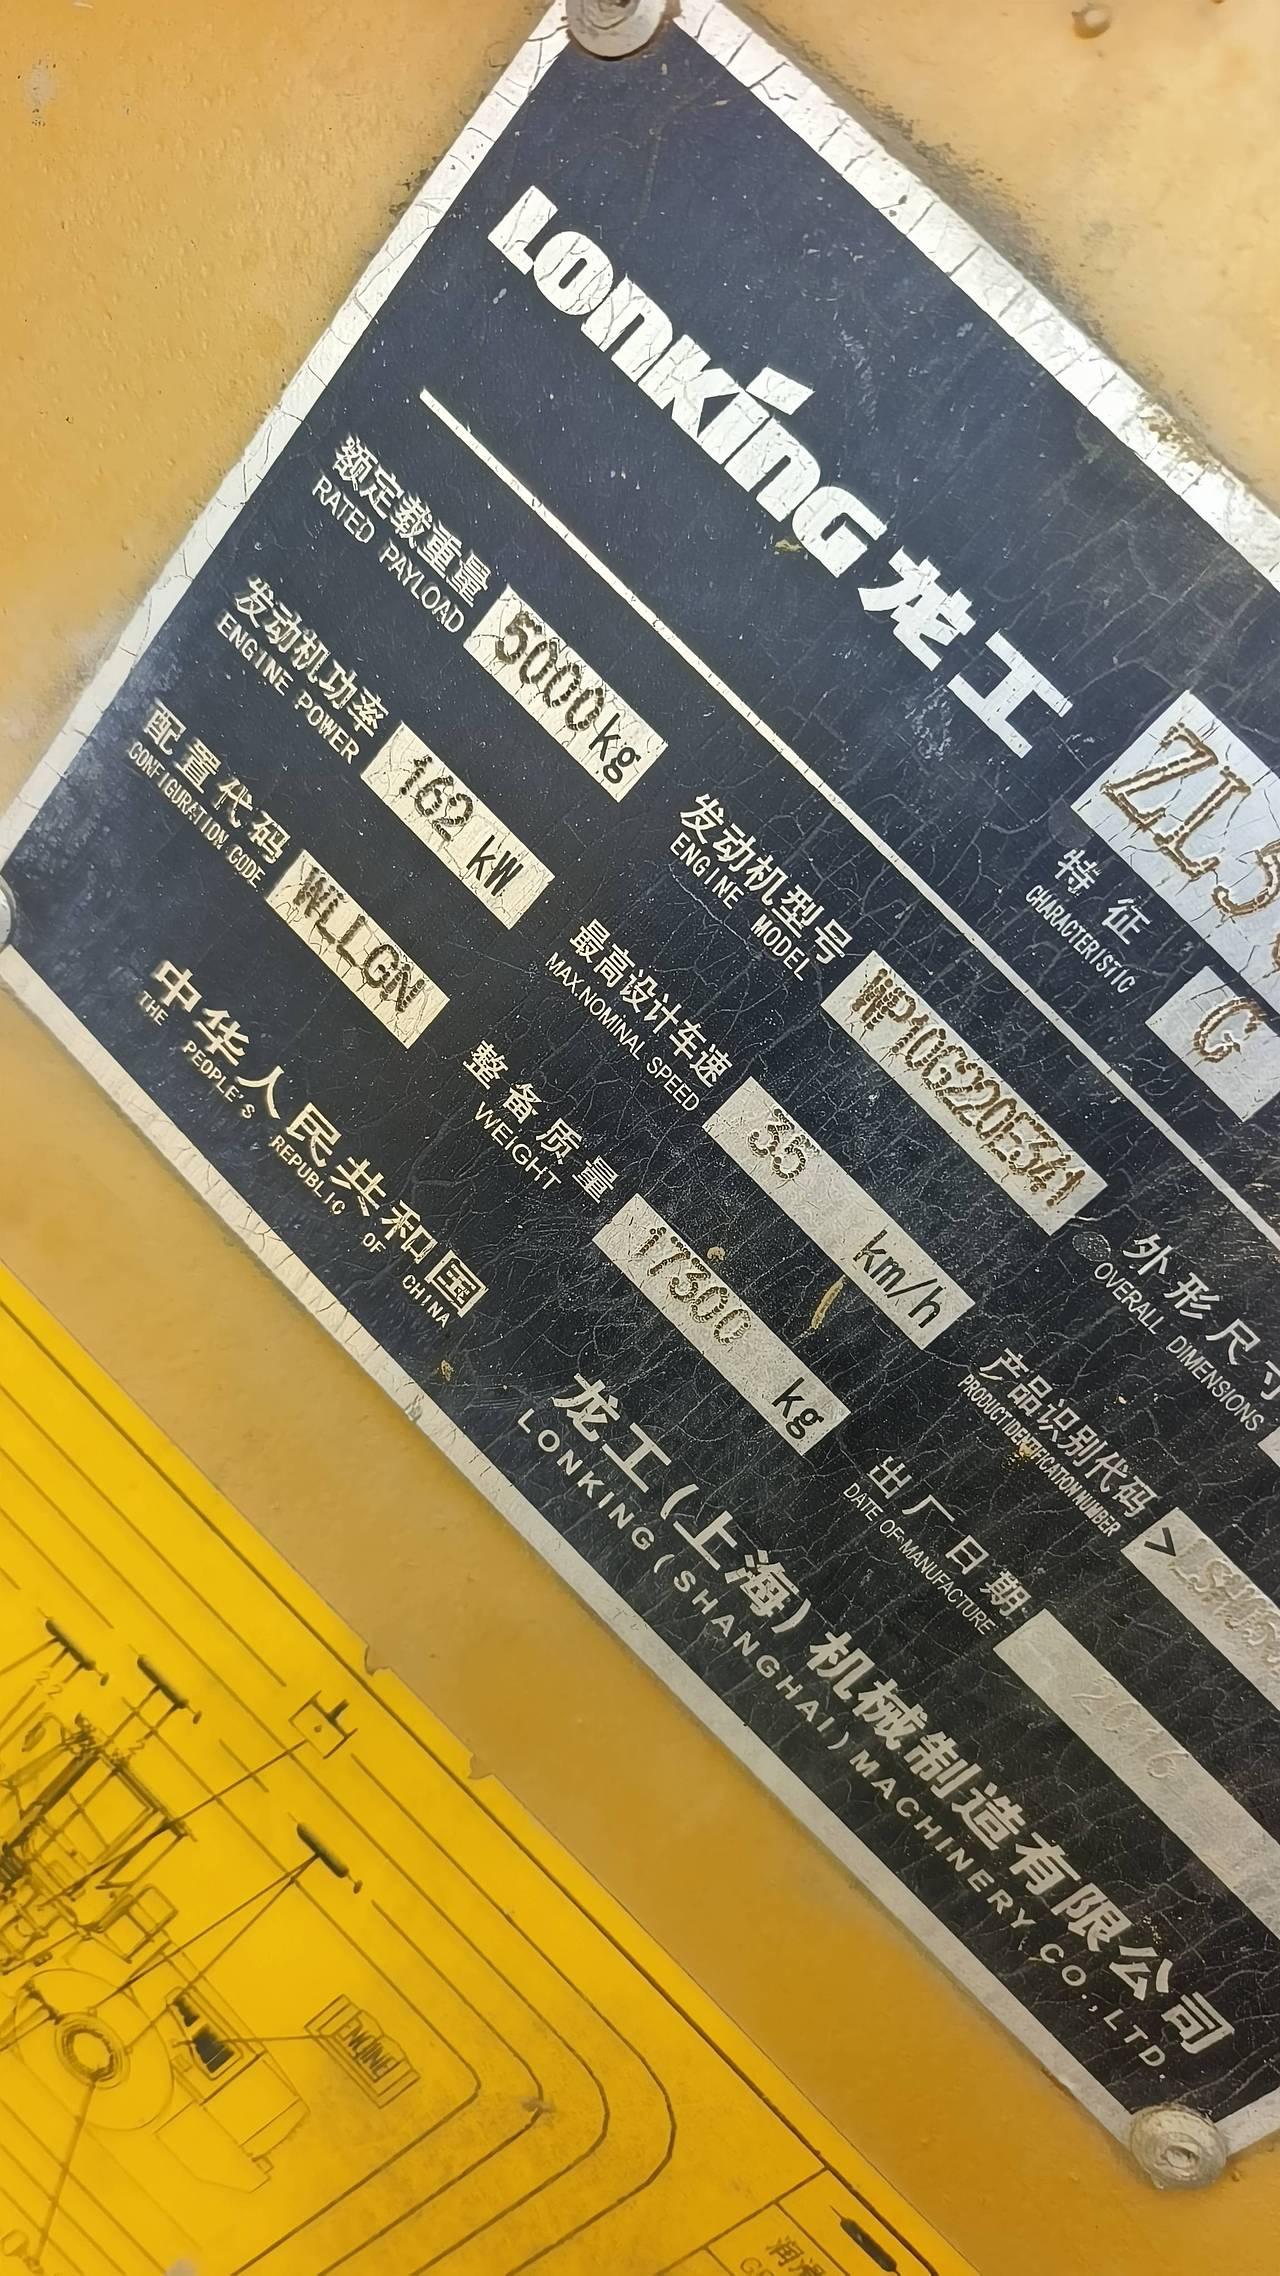 LONKING 龙工
ZL5
特征
CHARACTERISTIC
C
额定载重量
RATED PAYLOAD
5000kg
发动机型号
ENGINE MODEL
WP10G220E341
外形尺寸
OVERALL DIMENSIONS
发动机功率
ENGINE POWER
162 kW
最高设计车速
MAX.NOMINAL SPEED
35 km/h
产品识别代码
PRODUCT IDENTIFICATION NUMBER
配置代码
CONFIGURATION CODE
WLLGN
整备质量
WEIGHT
17300 kg
出厂日期
DATE OF MANUFACTURE
2016
中华人民共和国
THE PEOPLE'S REPUBLIC OF CHINA
龙工(上海)机械制造有限公司
LONKING(SHANGHAI)MACHINERY CO.,LTD.
ENGINE